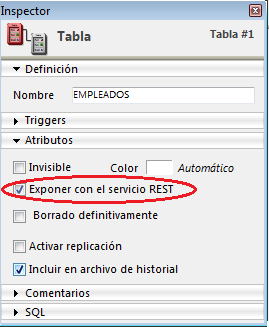 Inspector
Tabla
Tabla #1
Definición
Nombre EMPLEADOS
Triggers
Atributos
Invisible Color Automático
Exponer con el servicio REST
Borrado definitivamente
Activar replicación
Incluir en archivo de historial
Comentarios
SQL